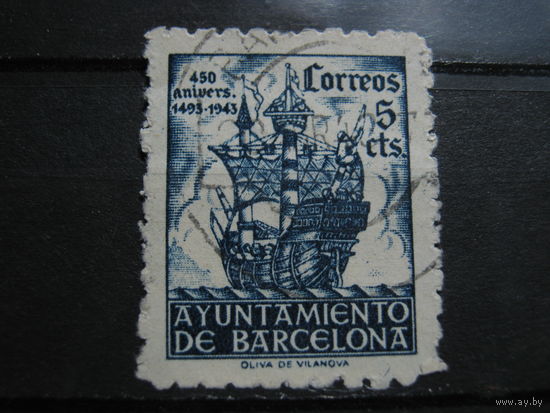 450
anivers.
1493-1943
Correos
5
cts.
AYUNTAMIENTO
DE BARCELONA
OLIVA DE VILANOVA
www.ay.by